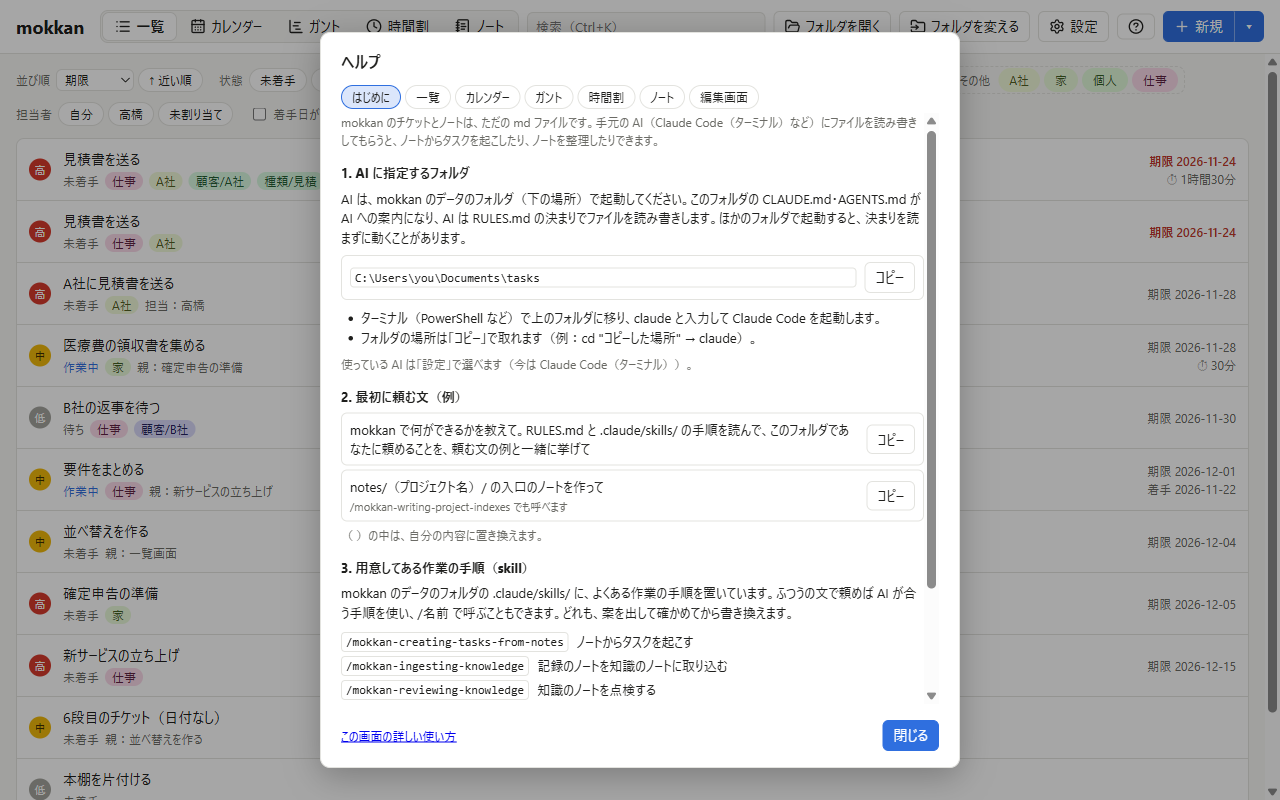 mokkan
一覧
カレンダー
ガント
時間割
ノート
検索（Ctrl+K）
フォルダを開く
フォルダを変える
設定
新規
並び順
期限
↑近い順
状態
未着手
その他
A社
家
個人
仕事
担当者
自分
高橋
未割り当て
着手日が
高
見積書を送る
未着手 仕事 A社 顧客/A社 種類/見積
期限 2026-11-24
1時間30分
高
見積書を送る
未着手 仕事 A社
期限 2026-11-24
高
A社に見積書を送る
未着手 A社 担当：高橋
期限 2026-11-28
中
医療費の領収書を集める
作業中 家 親：確定申告の準備
期限 2026-11-28
30分
低
B社の返事を待つ
待ち 仕事 顧客/B社
期限 2026-11-30
中
要件をまとめる
作業中 仕事 親：新サービスの立ち上げ
期限 2026-12-01
着手 2026-11-22
中
並べ替えを作る
未着手 親：一覧画面
期限 2026-12-04
高
確定申告の準備
未着手 家
期限 2026-12-05
高
新サービスの立ち上げ
未着手 仕事
期限 2026-12-15
中
6段目のチケット（日付なし）
未着手 親：並べ替えを作る
低
本棚を片付ける
未着手 家
ヘルプ
はじめに
一覧
カレンダー
ガント
時間割
ノート
編集画面
mokkan のチケットとノートは、ただの md ファイルです。手元の AI（Claude Code（ターミナル）など）にファイルを読み書き
してもらうと、ノートからタスクを起こしたり、ノートを整理したりできます。
1. AI に指定するフォルダ
AI は、mokkan のデータのフォルダ（下の場所）で起動してください。このフォルダの CLAUDE.md・AGENTS.md が
AI への案内になり、AI は RULES.md の決まりでファイルを読み書きします。ほかのフォルダで起動すると、決まりを読
まずに動くことがあります。
C:\Users\you\Documents\tasks
コピー
• ターミナル（PowerShell など）で上のフォルダに移り、claude と入力して Claude Code を起動します。
• フォルダの場所は「コピー」で取れます（例：cd "コピーした場所" → claude）。
使っている AI は「設定」で選べます（今は Claude Code（ターミナル））。
2. 最初に頼む文（例）
mokkan で何ができるかを教えて。RULES.md と .claude/skills/ の手順を読んで、このフォルダであ
なたに頼めることを、頼む文の例と一緒に挙げて
コピー
notes/（プロジェクト名）/ の入口のノートを作って
/mokkan-writing-project-indexes でも呼べます
コピー
（ ）の中は、自分の内容に置き換えます。
3. 用意してある作業の手順（skill）
mokkan のデータのフォルダの .claude/skills/ に、よくある作業の手順を置いています。ふつうの文で頼めば AI が合
う手順を使い、/名前 で呼ぶこともできます。どれも、案を出して確かめてから書き換えます。
/mokkan-creating-tasks-from-notes ノートからタスクを起こす
/mokkan-ingesting-knowledge 記録のノートを知識のノートに取り込む
/mokkan-reviewing-knowledge 知識のノートを点検する
この画面の詳しい使い方
閉じる